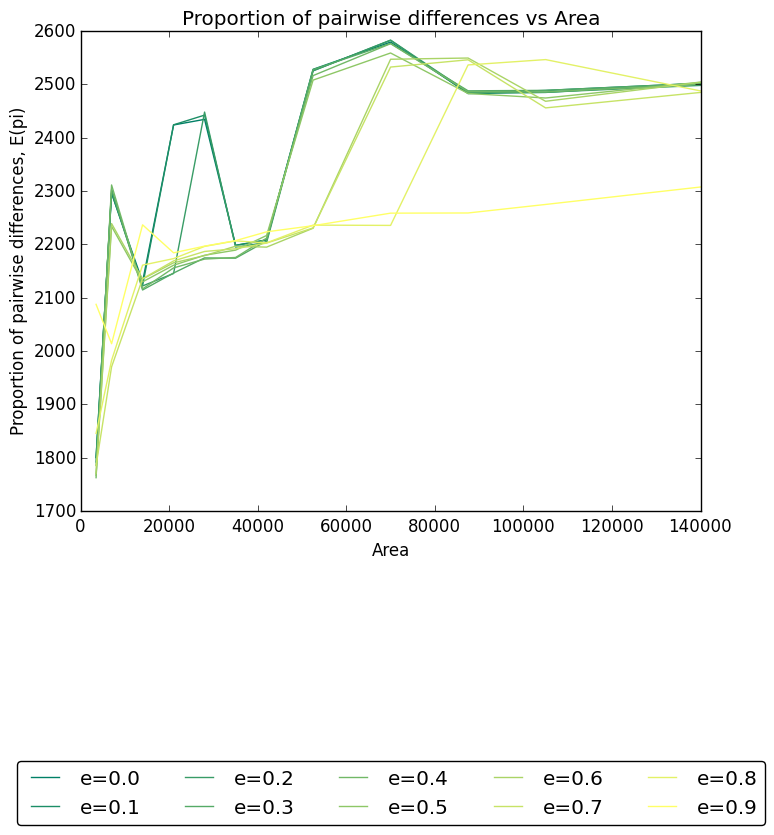 Proportion of pairwise differences vs Area
2600
2500
2400
2300
2200
2100
2000
1900
1800
1700
Proportion of pairwise differences, E(pi)
0 20000 40000 60000 80000 100000 120000 140000
Area
e=0.0 e=0.2 e=0.4 e=0.6 e=0.8
e=0.1 e=0.3 e=0.5 e=0.7 e=0.9